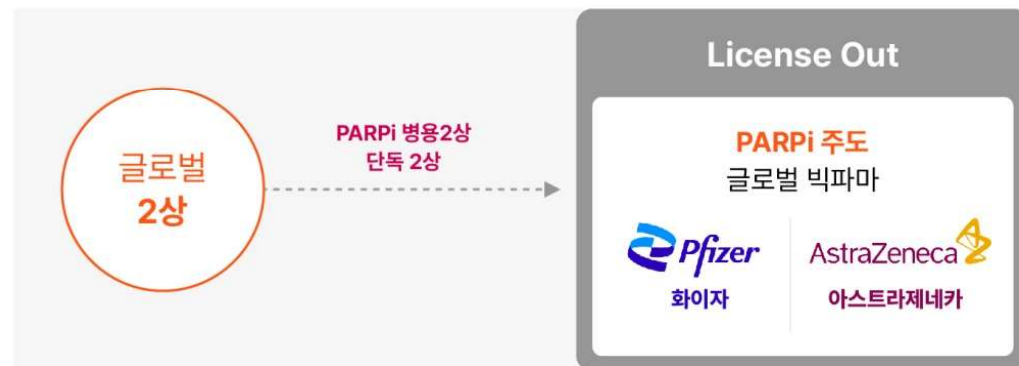 글로벌
2상
PARPi 병용2상
단독 2상
License Out
PARPi 주도
글로벌 빅파마
Pfizer
화이자
AstraZeneca
아스트라제네카